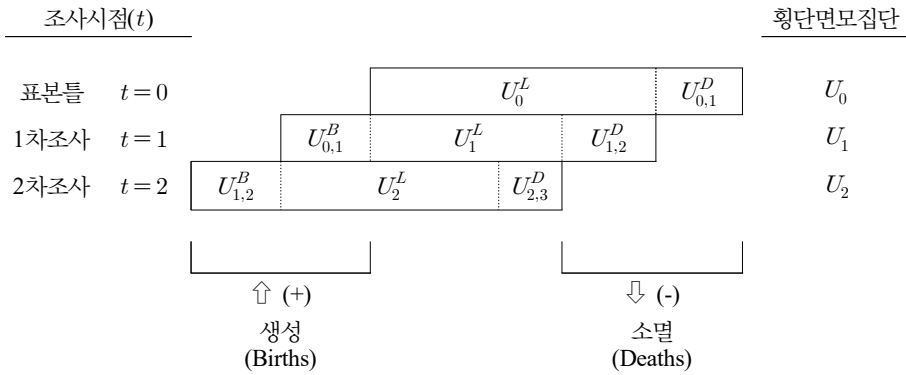 조사시점(t) 횡단면모집단
표본틀 t=0 U_0^L U_{0,1}^D U_0
1차조사 t=1 U_{0,1}^B U_1^L U_{1,2}^D U_1
2차조사 t=2 U_{1,2}^B U_2^L U_{2,3}^D U_2
⇧ (+) ⇩ (-)
생성 소멸
(Births) (Deaths)